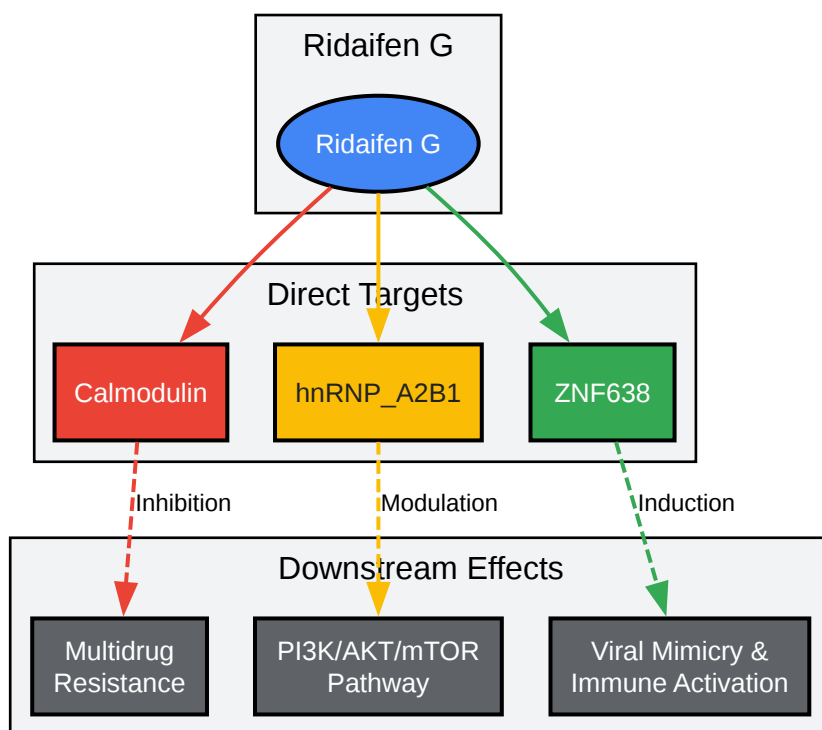 Ridaifen G
Ridaifen G
Direct Targets
Calmodulin
hnRNP_A2B1
ZNF638
Inhibition
Modulation
Induction
Downstream Effects
Multidrug
Resistance
PI3K/AKT/mTOR
Pathway
Viral Mimicry &
Immune Activation